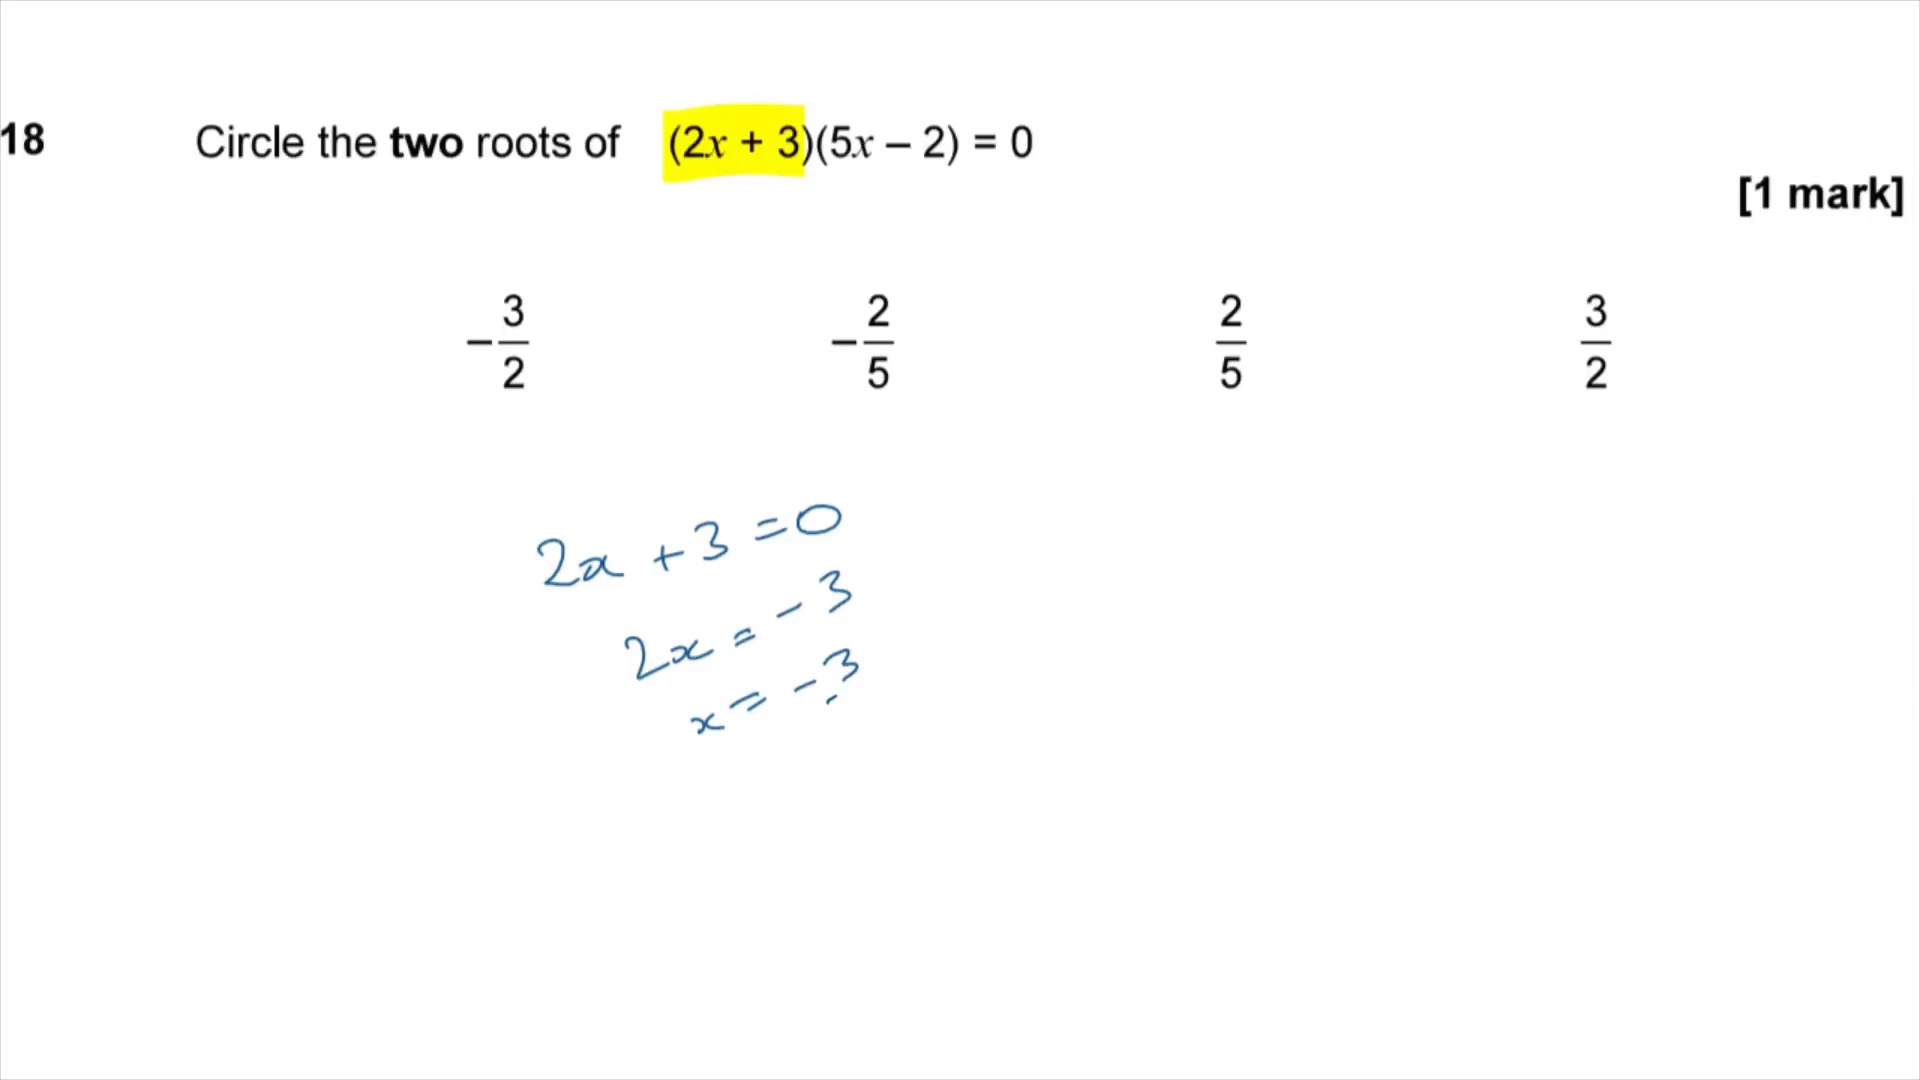 18 Circle the two roots of (2x + 3)(5x – 2) = 0
[1 mark]
–3/2 –2/5 2/5 3/2
2x + 3 = 0
2x = -3
x = -3